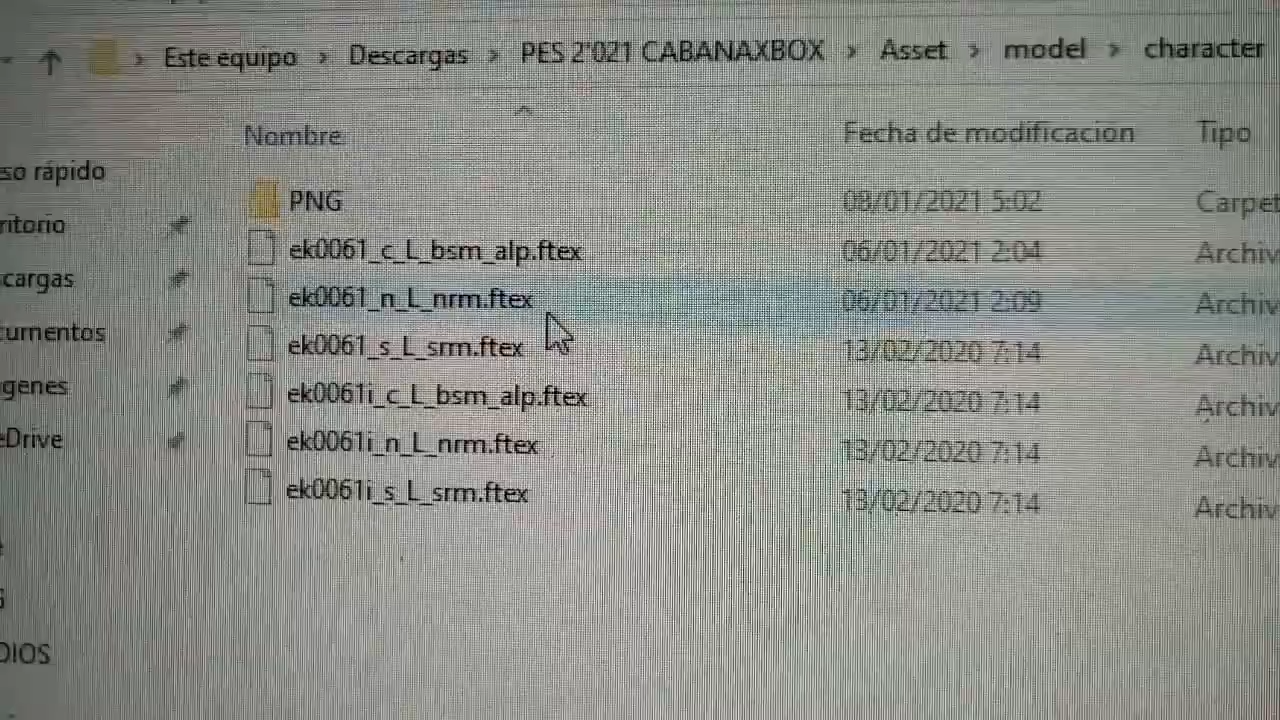 Este equipo > Descargas > PES 2'021 CABANAXBOX > Asset > model > character
Nombre Fecha de modificación Tipo
so rápido
ritorio
cargas
cumentos
genes
eDrive
DIOS
PNG 08/01/2021 5:02 Carpet
ek0061_c_L_bsm_alp.ftex 06/01/2021 2:04 Archiv
ek0061_n_L_nrm.ftex 06/01/2021 2:09 Archiv
ek0061_s_L_srm.ftex 13/02/2020 7:14 Archiv
ek0061i_c_L_bsm_alp.ftex 13/02/2020 7:14 Archiv
ek0061i_n_L_nrm.ftex 13/02/2020 7:14 Archiv
ek0061i_s_L_srm.ftex 13/02/2020 7:14 Archiv